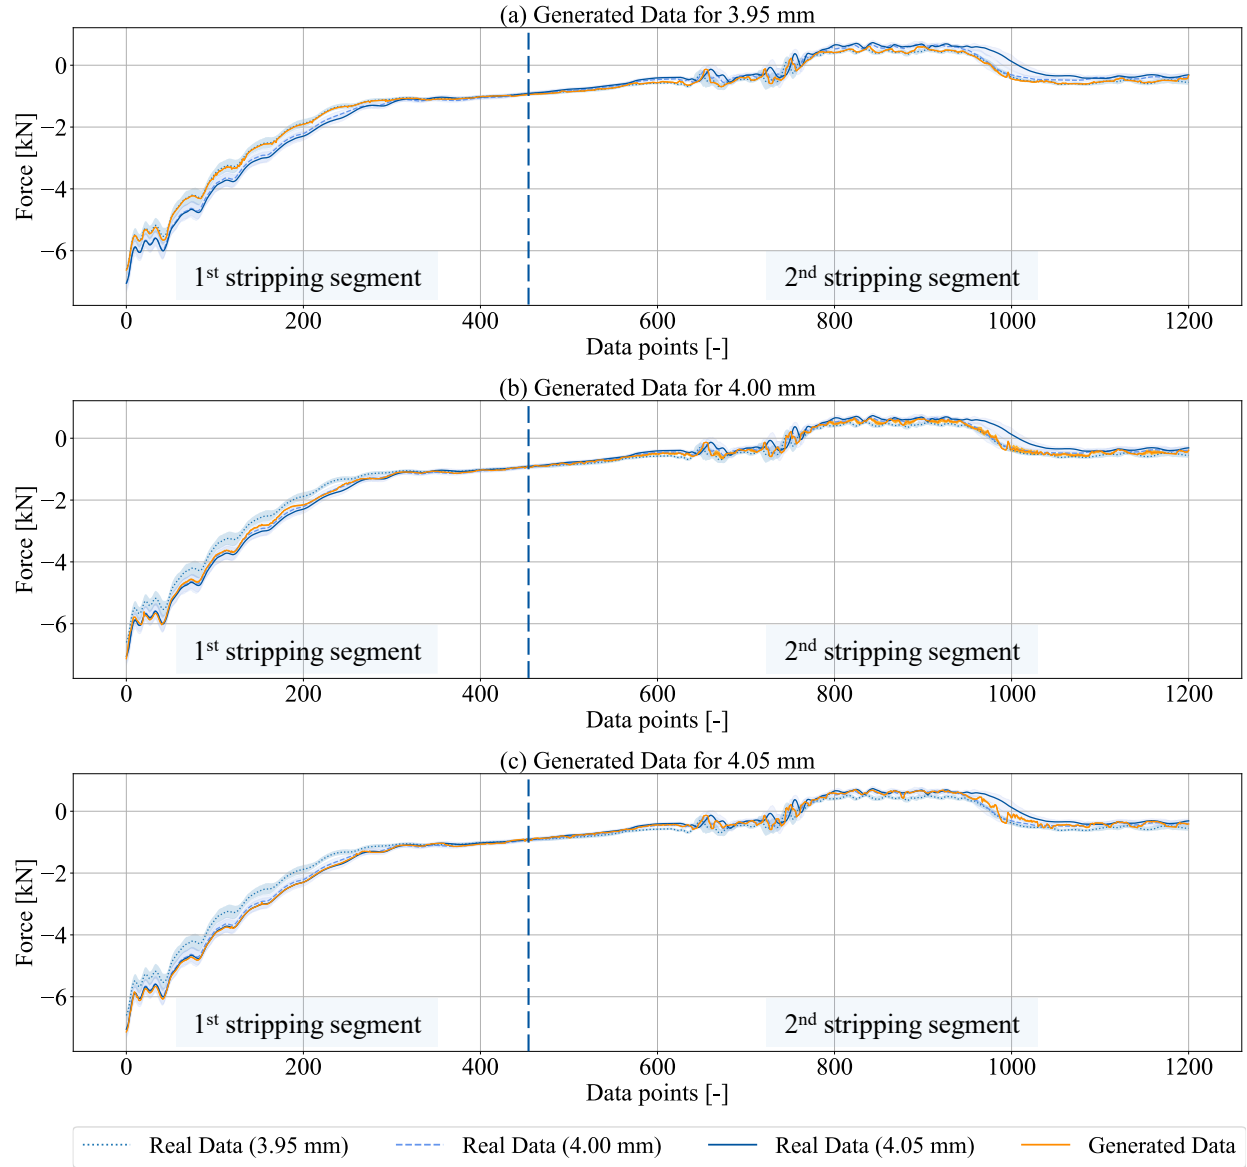 (a) Generated Data for 3.95 mm
0
−2
−4
−6
Force [kN]
1st stripping segment
2nd stripping segment
0 200 400 600 800 1000 1200
Data points [-]
(b) Generated Data for 4.00 mm
0
−2
−4
−6
Force [kN]
1st stripping segment
2nd stripping segment
0 200 400 600 800 1000 1200
Data points [-]
(c) Generated Data for 4.05 mm
0
−2
−4
−6
Force [kN]
1st stripping segment
2nd stripping segment
0 200 400 600 800 1000 1200
Data points [-]
Real Data (3.95 mm) Real Data (4.00 mm) Real Data (4.05 mm) Generated Data